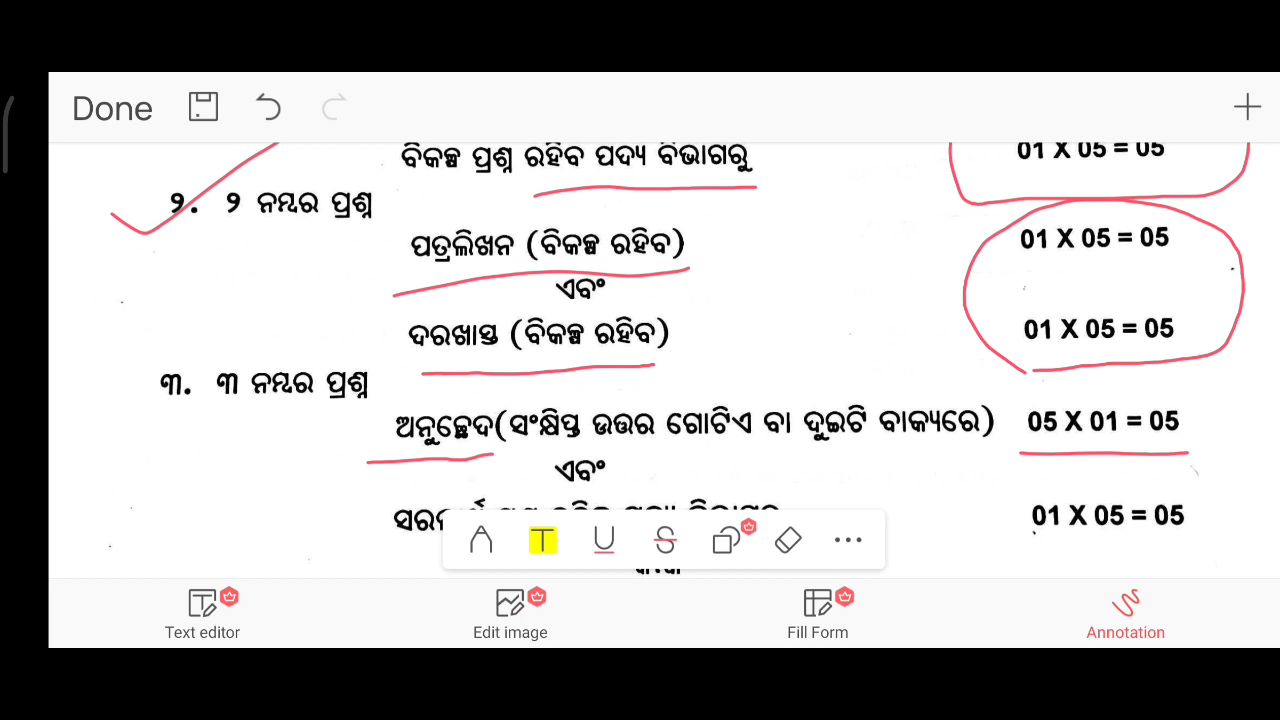 Done
ବିକଳ୍ପ ପ୍ରଶ୍ନ ରହିବ ପଦ୍ୟ ବିଭାଗରୁ 01 X 05 = 05
୨. ୨ ନମ୍ବର ପ୍ରଶ୍ନ
ପତ୍ରଲିଖନ (ବିକଳ୍ପ ରହିବ) 01 X 05 = 05
ଏବଂ
ଦରଖାସ୍ତ (ବିକଳ୍ପ ରହିବ) 01 X 05 = 05
୩. ୩ ନମ୍ବର ପ୍ରଶ୍ନ
ଅନୁଚ୍ଛେଦ(ସଂକ୍ଷିପ୍ତ ଉତ୍ତର ଗୋଟିଏ ବା ଦୁଇଟି ବାକ୍ୟରେ) 05 X 01 = 05
ଏବଂ
01 X 05 = 05
Text editor Edit image Fill Form Annotation